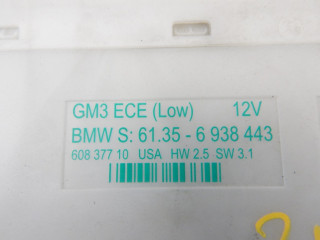 GM3 ECE (Low) 12V
BMW S: 61.35 - 6 938 443
608 377 10 USA HW 2.5 SW 3.1